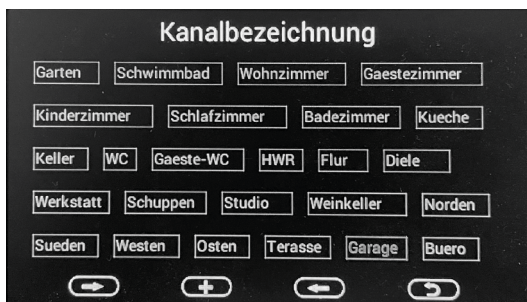 Kanalbezeichnung
Garten Schwimmbad Wohnzimmer Gaestezimmer
Kinderzimmer Schlafzimmer Badezimmer Kueche
Keller WC Gaeste-WC HWR Flur Diele
Werkstatt Schuppen Studio Weinkeller Norden
Sueden Westen Osten Terasse Garage Buero